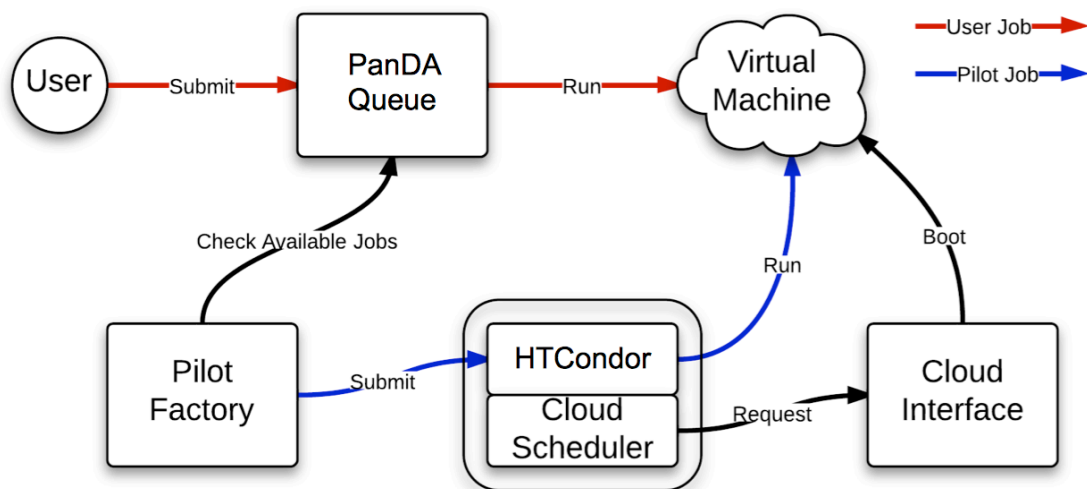 User
Submit
PanDA
Queue
Run
Virtual
Machine
User Job
Pilot Job
Check Available Jobs
Boot
Run
Pilot
Factory
Submit
HTCondor
Cloud
Scheduler
Request
Cloud
Interface